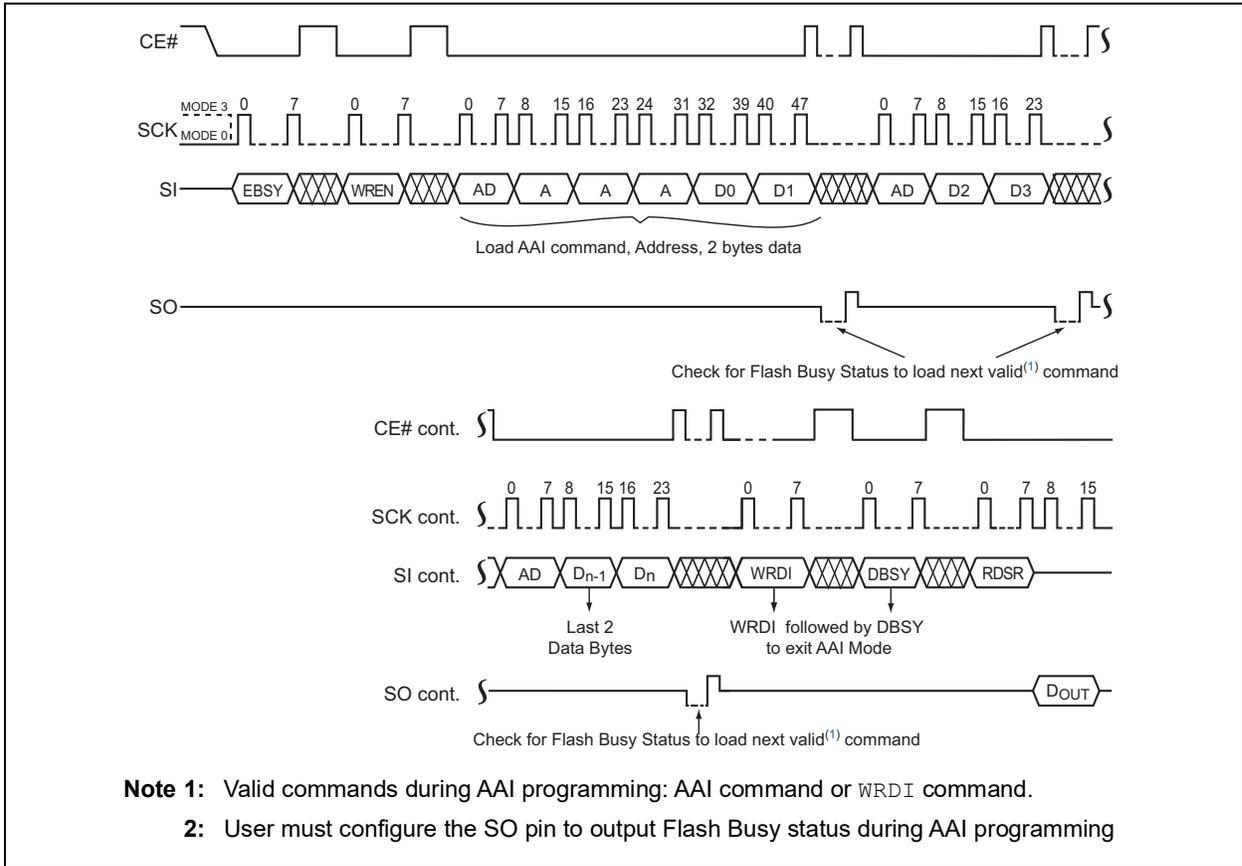 CE#
MODE 3
0 7 0 7 0 7 8 15 16 23 24 31 32 39 40 47 0 7 8 15 16 23
SCK
MODE 0
SI EBSY WREN AD A A A D0 D1 AD D2 D3
Load AAI command, Address, 2 bytes data
SO
Check for Flash Busy Status to load next valid(1) command
CE# cont.
0 7 8 15 16 23 0 7 0 7 0 7 8 15
SCK cont.
SI cont. AD Dn-1 Dn WRDI DBSY RDSR
Last 2 WRDI followed by DBSY
Data Bytes to exit AAI Mode
SO cont. DOUT
Check for Flash Busy Status to load next valid(1) command
Note 1: Valid commands during AAI programming: AAI command or WRDI command.
2: User must configure the SO pin to output Flash Busy status during AAI programming